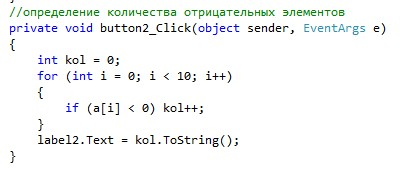 //определение количества отрицательных элементов
private void button2_Click(object sender, EventArgs e)
{
int kol = 0;
for (int i = 0; i < 10; i++)
{
if (a[i] < 0) kol++;
}
label2.Text = kol.ToString();
}